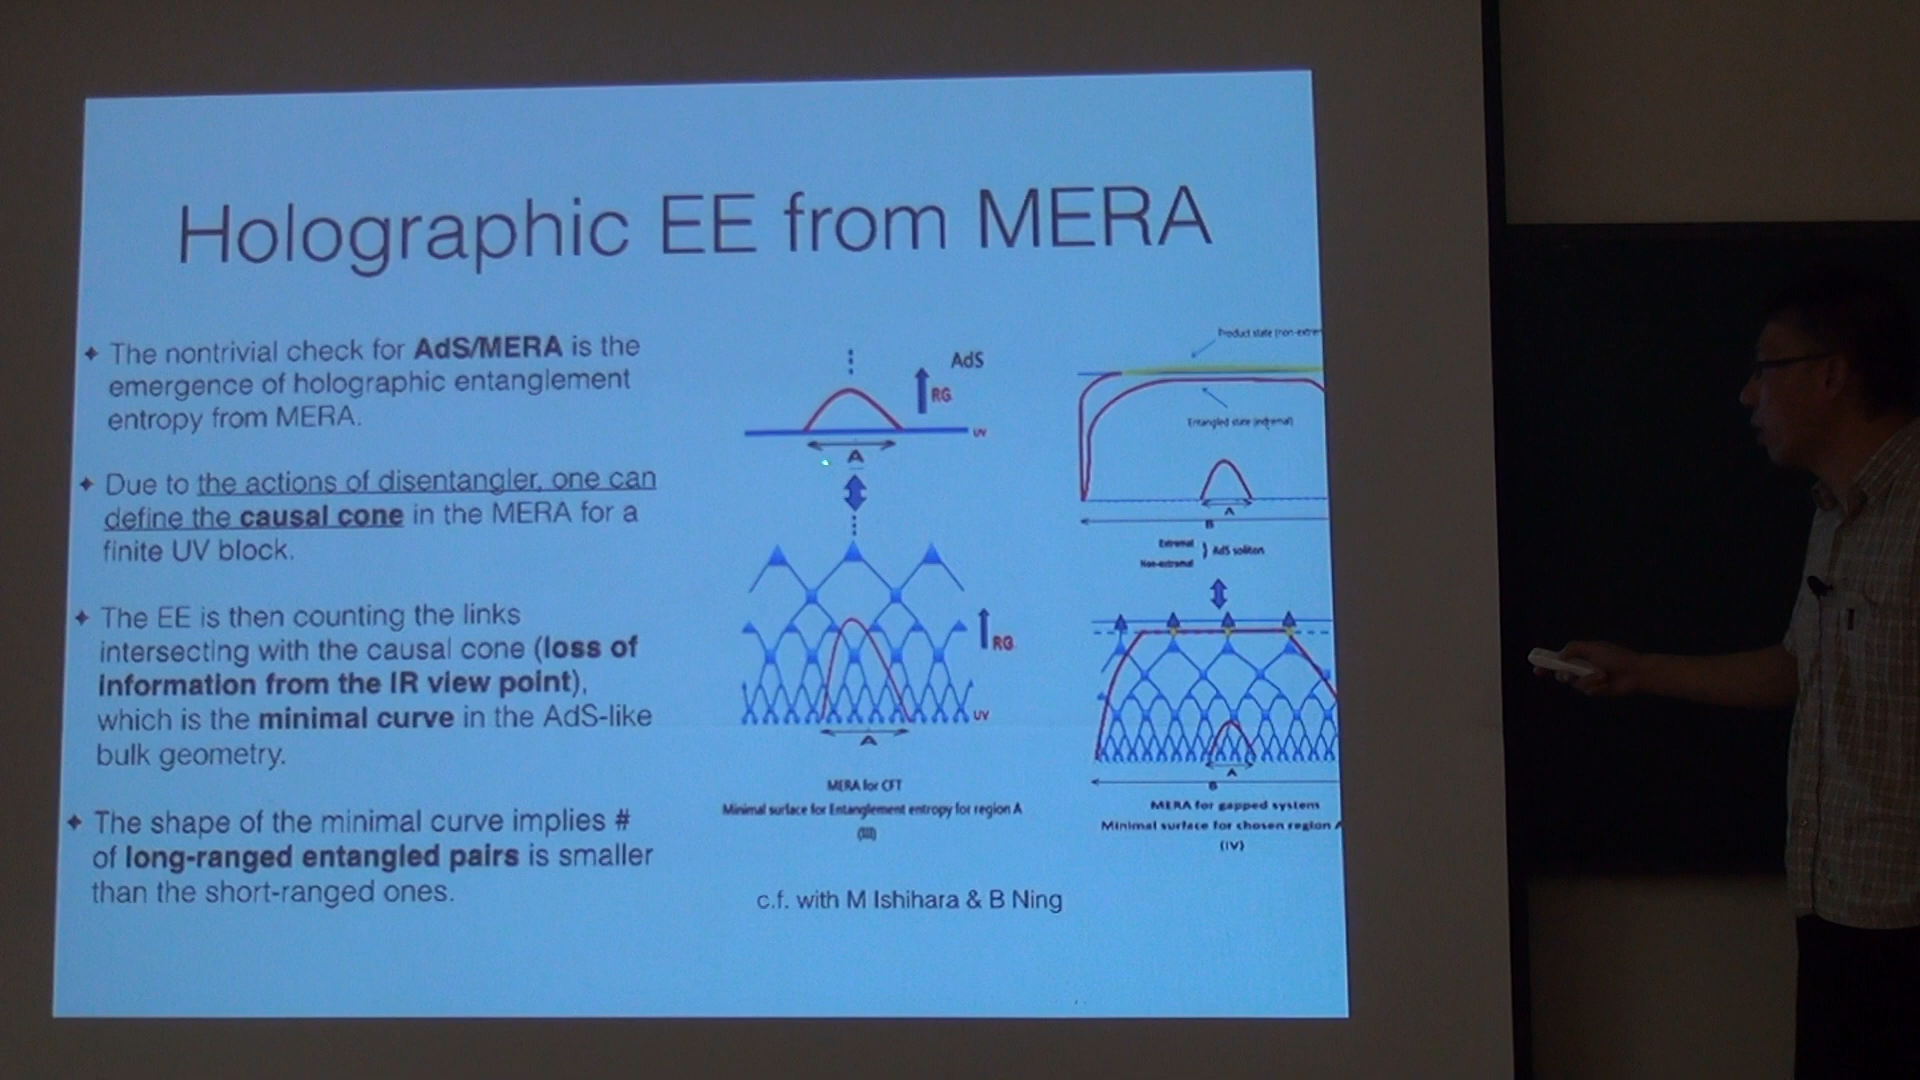 Holographic EE from MERA
✦ The nontrivial check for AdS/MERA is the
emergence of holographic entanglement
entropy from MERA.
✦ Due to the actions of disentangler, one can
define the causal cone in the MERA for a
finite UV block.
✦ The EE is then counting the links
intersecting with the causal cone (loss of
information from the IR view point),
which is the minimal curve in the AdS-like
bulk geometry.
✦ The shape of the minimal curve implies #
of long-ranged entangled pairs is smaller
than the short-ranged ones.
AdS
RG
UV
A
RG
UV
A
MERA for CFT
Minimal surface for Entanglement entropy for region A
(III)
c.f. with M Ishihara & B Ning
Product state (non-extre
Entangled state (extremal)
A
B
Extremal
Non-extremal
} AdS soliton
A
B
MERA for gapped system
Minimal surface for chosen region A
(IV)